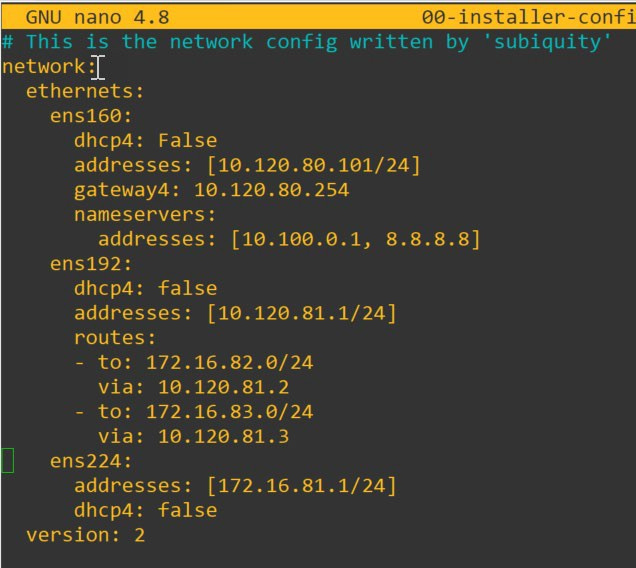 GNU nano 4.8 00-installer-confi
# This is the network config written by 'subiquity'
network:
  ethernets:
    ens160:
      dhcp4: False
      addresses: [10.120.80.101/24]
      gateway4: 10.120.80.254
      nameservers:
        addresses: [10.100.0.1, 8.8.8.8]
    ens192:
      dhcp4: false
      addresses: [10.120.81.1/24]
      routes:
      - to: 172.16.82.0/24
        via: 10.120.81.2
      - to: 172.16.83.0/24
        via: 10.120.81.3
    ens224:
      addresses: [172.16.81.1/24]
      dhcp4: false
  version: 2